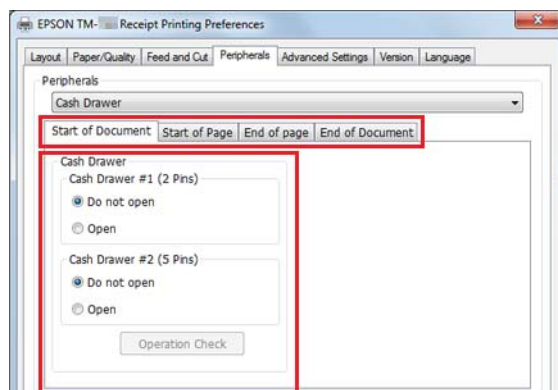 EPSON TM- Receipt Printing Preferences
Layout Paper/Quality Feed and Cut Peripherals Advanced Settings Version Language
Peripherals
Cash Drawer
Start of Document Start of Page End of page End of Document
Cash Drawer
Cash Drawer #1 (2 Pins)
Do not open
Open
Cash Drawer #2 (5 Pins)
Do not open
Open
Operation Check